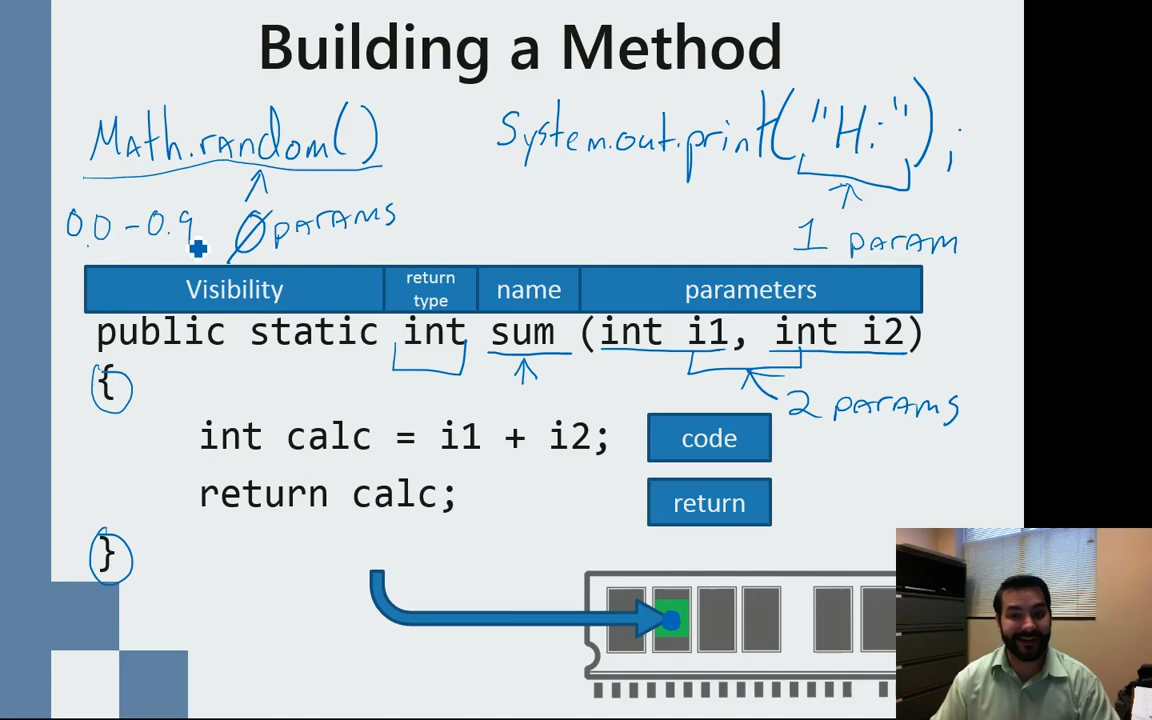 Building a Method
Math.random()
System.out.print("Hi");
0.0 - 0.9
0 params
1 param
Visibility
return type
name
parameters
public static int sum (int i1, int i2)
{
2 params
int calc = i1 + i2;
code
return calc;
return
}